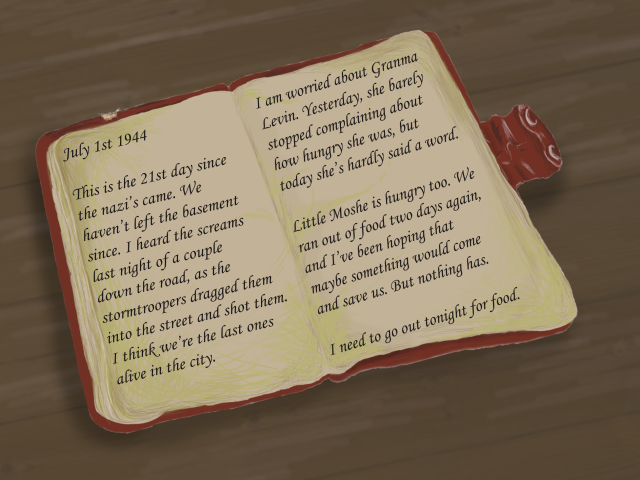 July 1st 1944
This is the 21st day since
the nazi's came. We
haven't left the basement
since. I heard the screams
last night of a couple
down the road, as the
stormtroopers dragged them
into the street and shot them.
I think we're the last ones
alive in the city.
I am worried about Granma
Levin. Yesterday, she barely
stopped complaining about
how hungry she was, but
today she's hardly said a word.
Little Moshe is hungry too. We
ran out of food two days again,
and I've been hoping that
maybe something would come
and save us. But nothing has.
I need to go out tonight for food.